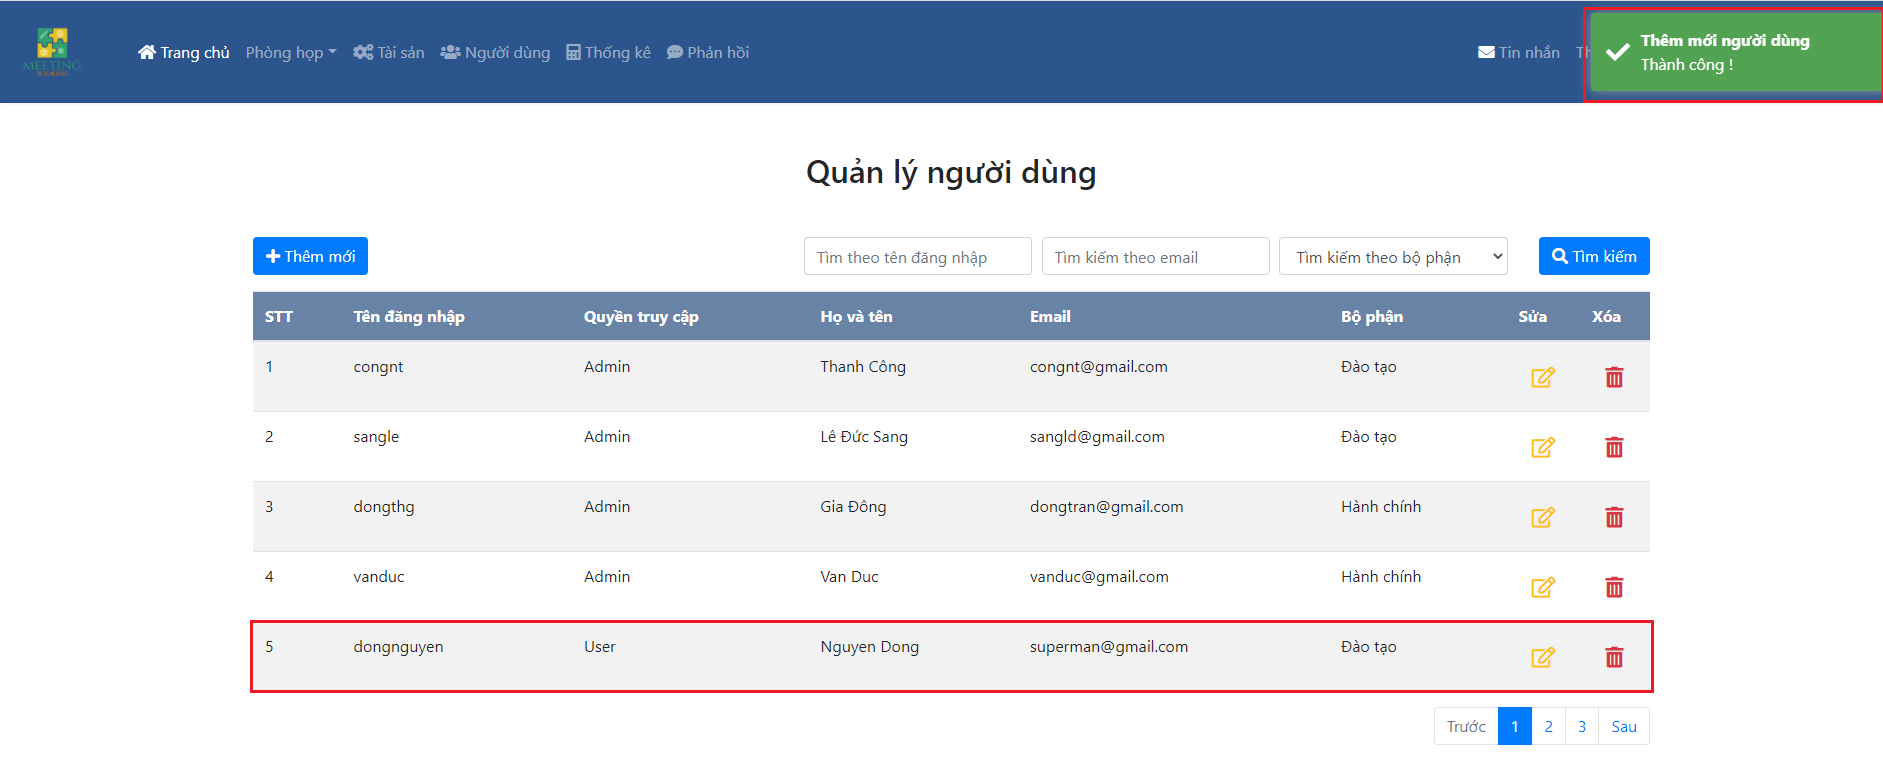 MEETING
BOOKING
Trang chủ Phòng họp Tài sản Người dùng Thống kê Phản hồi Tin nhắn
Thêm mới người dùng
Thành công !
Quản lý người dùng
Thêm mới Tìm theo tên đăng nhập Tìm kiếm theo email Tìm kiếm theo bộ phận Tìm kiếm
STT Tên đăng nhập Quyền truy cập Họ và tên Email Bộ phận Sửa Xóa
1 congnt Admin Thanh Công congnt@gmail.com Đào tạo
2 sangle Admin Lê Đức Sang sangld@gmail.com Đào tạo
3 dongthg Admin Gia Đông dongtran@gmail.com Hành chính
4 vanduc Admin Van Duc vanduc@gmail.com Hành chính
5 dongnguyen User Nguyen Dong superman@gmail.com Đào tạo
Trước 1 2 3 Sau